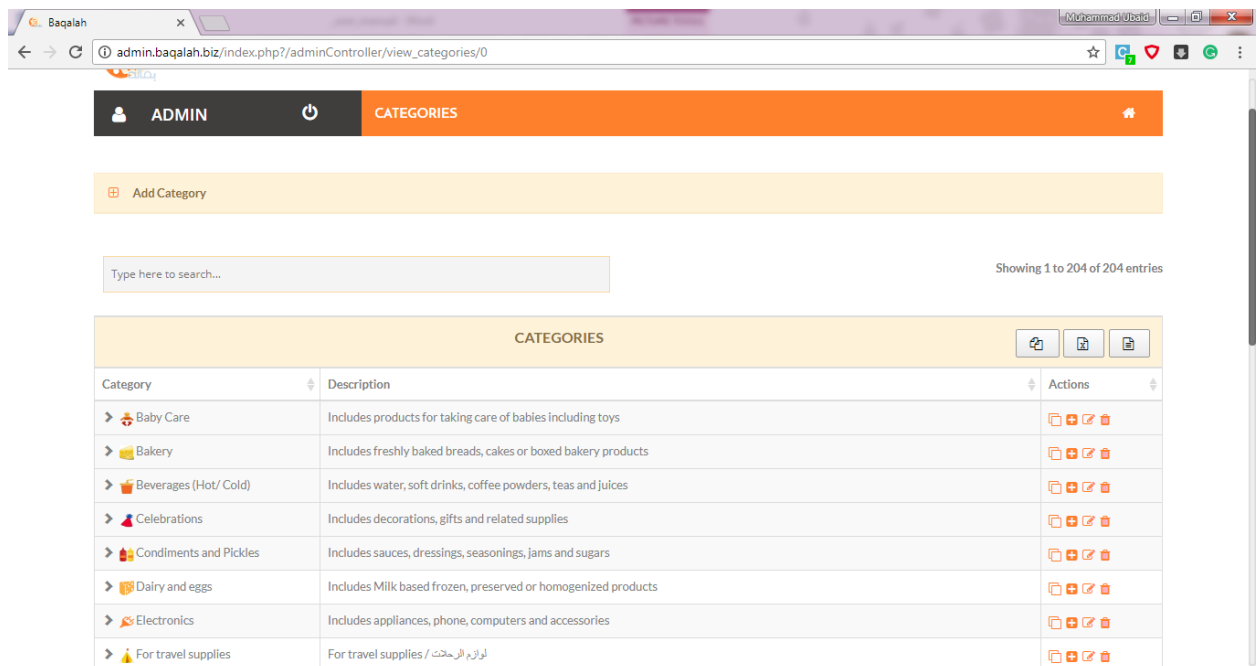 Baqalah
Muhammad Ubaid
admin.baqalah.biz/index.php?/adminController/view_categories/0
7
ADMIN
CATEGORIES
Add Category
Type here to search...
Showing 1 to 204 of 204 entries
CATEGORIES
Category Description Actions
Baby Care Includes products for taking care of babies including toys
Bakery Includes freshly baked breads, cakes or boxed bakery products
Beverages (Hot/ Cold) Includes water, soft drinks, coffee powders, teas and juices
Celebrations Includes decorations, gifts and related supplies
Condiments and Pickles Includes sauces, dressings, seasonings, jams and sugars
Dairy and eggs Includes Milk based frozen, preserved or homogenized products
Electronics Includes appliances, phone, computers and accessories
For travel supplies For travel supplies / لوازم الرحلات